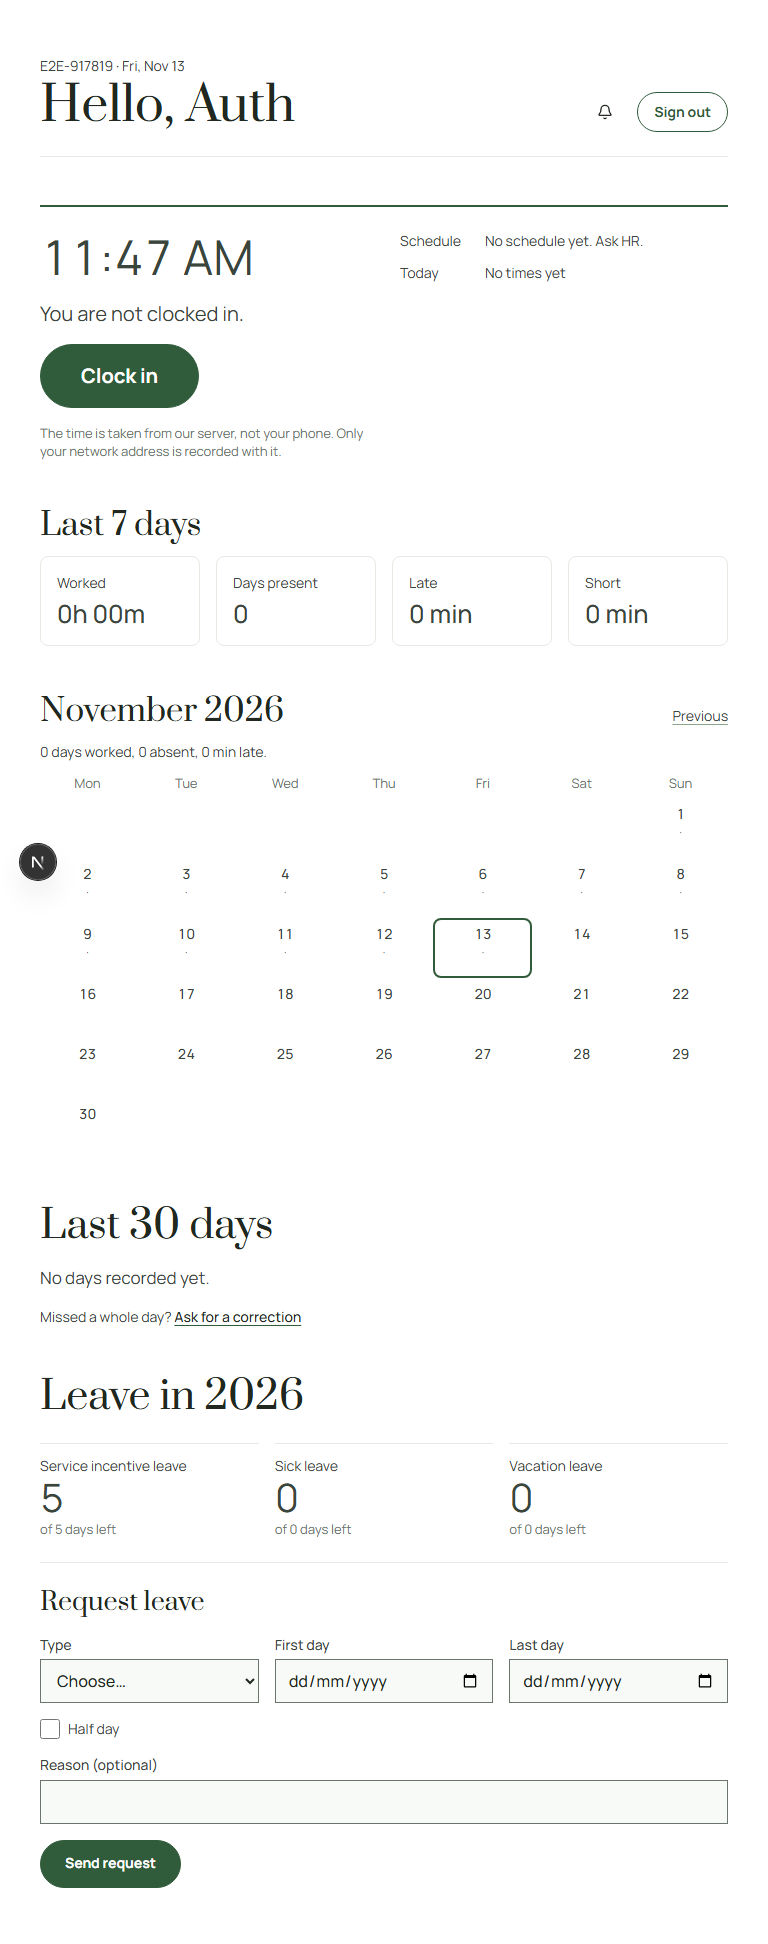 E2E-917819 · Fri, Nov 13
Hello, Auth
Sign out
11:47 AM
Schedule No schedule yet. Ask HR.
Today No times yet
You are not clocked in.
Clock in
The time is taken from our server, not your phone. Only
your network address is recorded with it.
Last 7 days
Worked Days present Late Short
0h 00m 0 0 min 0 min
November 2026 Previous
0 days worked, 0 absent, 0 min late.
Mon Tue Wed Thu Fri Sat Sun
1
2 3 4 5 6 7 8
9 10 11 12 13 14 15
16 17 18 19 20 21 22
23 24 25 26 27 28 29
30
N
Last 30 days
No days recorded yet.
Missed a whole day? Ask for a correction
Leave in 2026
Service incentive leave Sick leave Vacation leave
5 0 0
of 5 days left of 0 days left of 0 days left
Request leave
Type First day Last day
Choose... dd/mm/yyyy dd/mm/yyyy
Half day
Reason (optional)
Send request